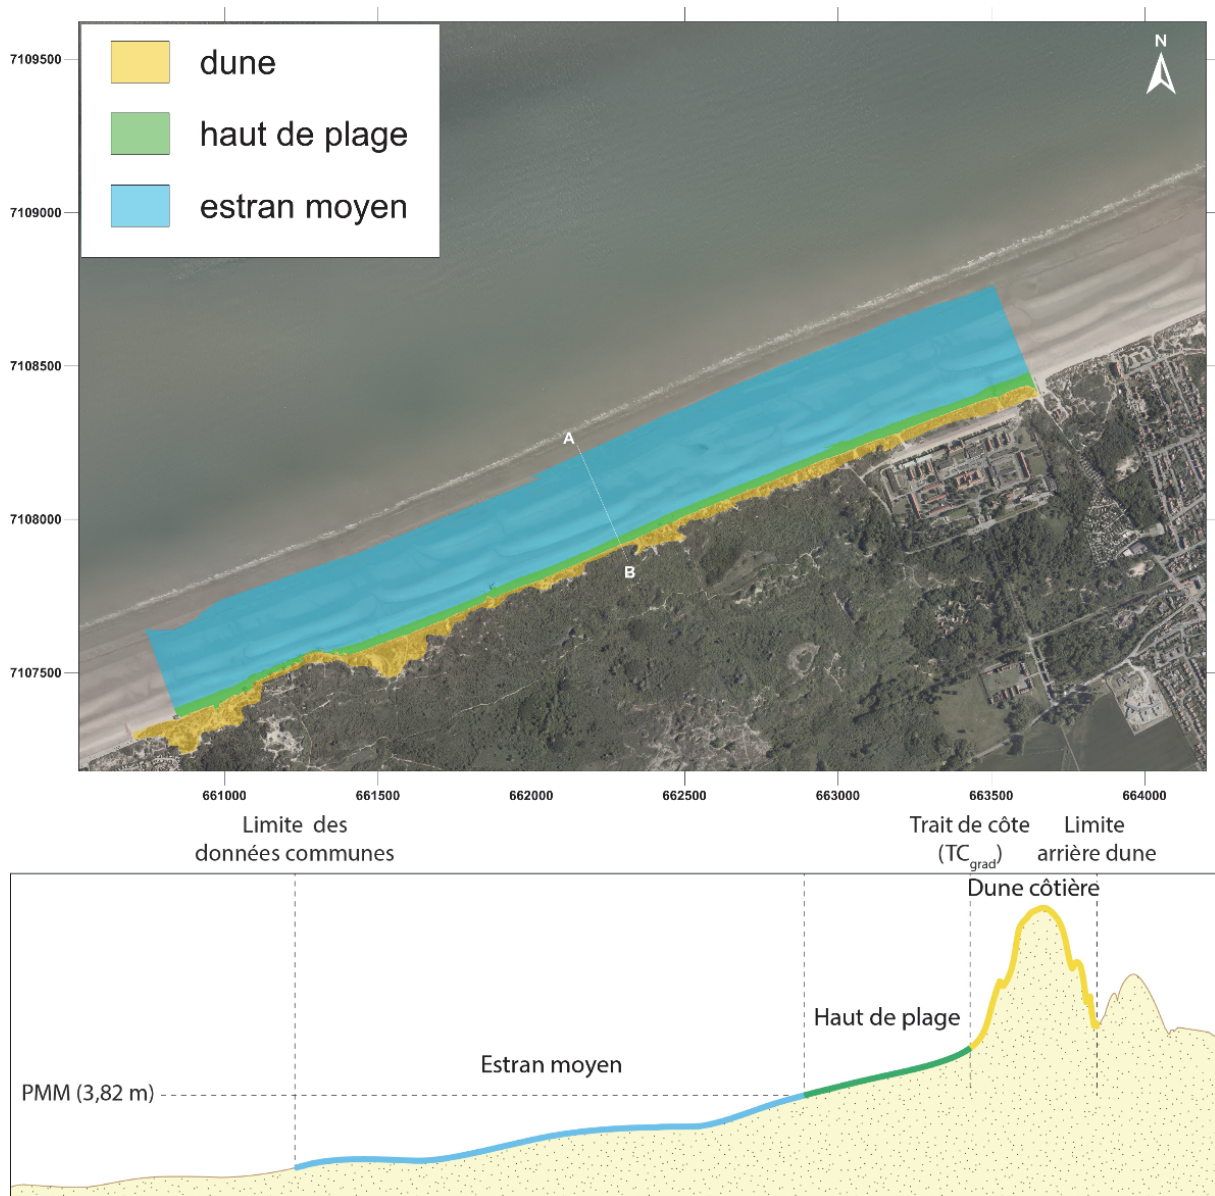 dune
haut de plage
estran moyen
N
7109500
7109000
7108500
7108000
7107500
A
B
661000
661500
662000
662500
663000
663500
664000
Limite des
données communes
Trait de côte
(TCgrad)
Limite
arrière dune
Dune côtière
Haut de plage
Estran moyen
PMM (3,82 m)